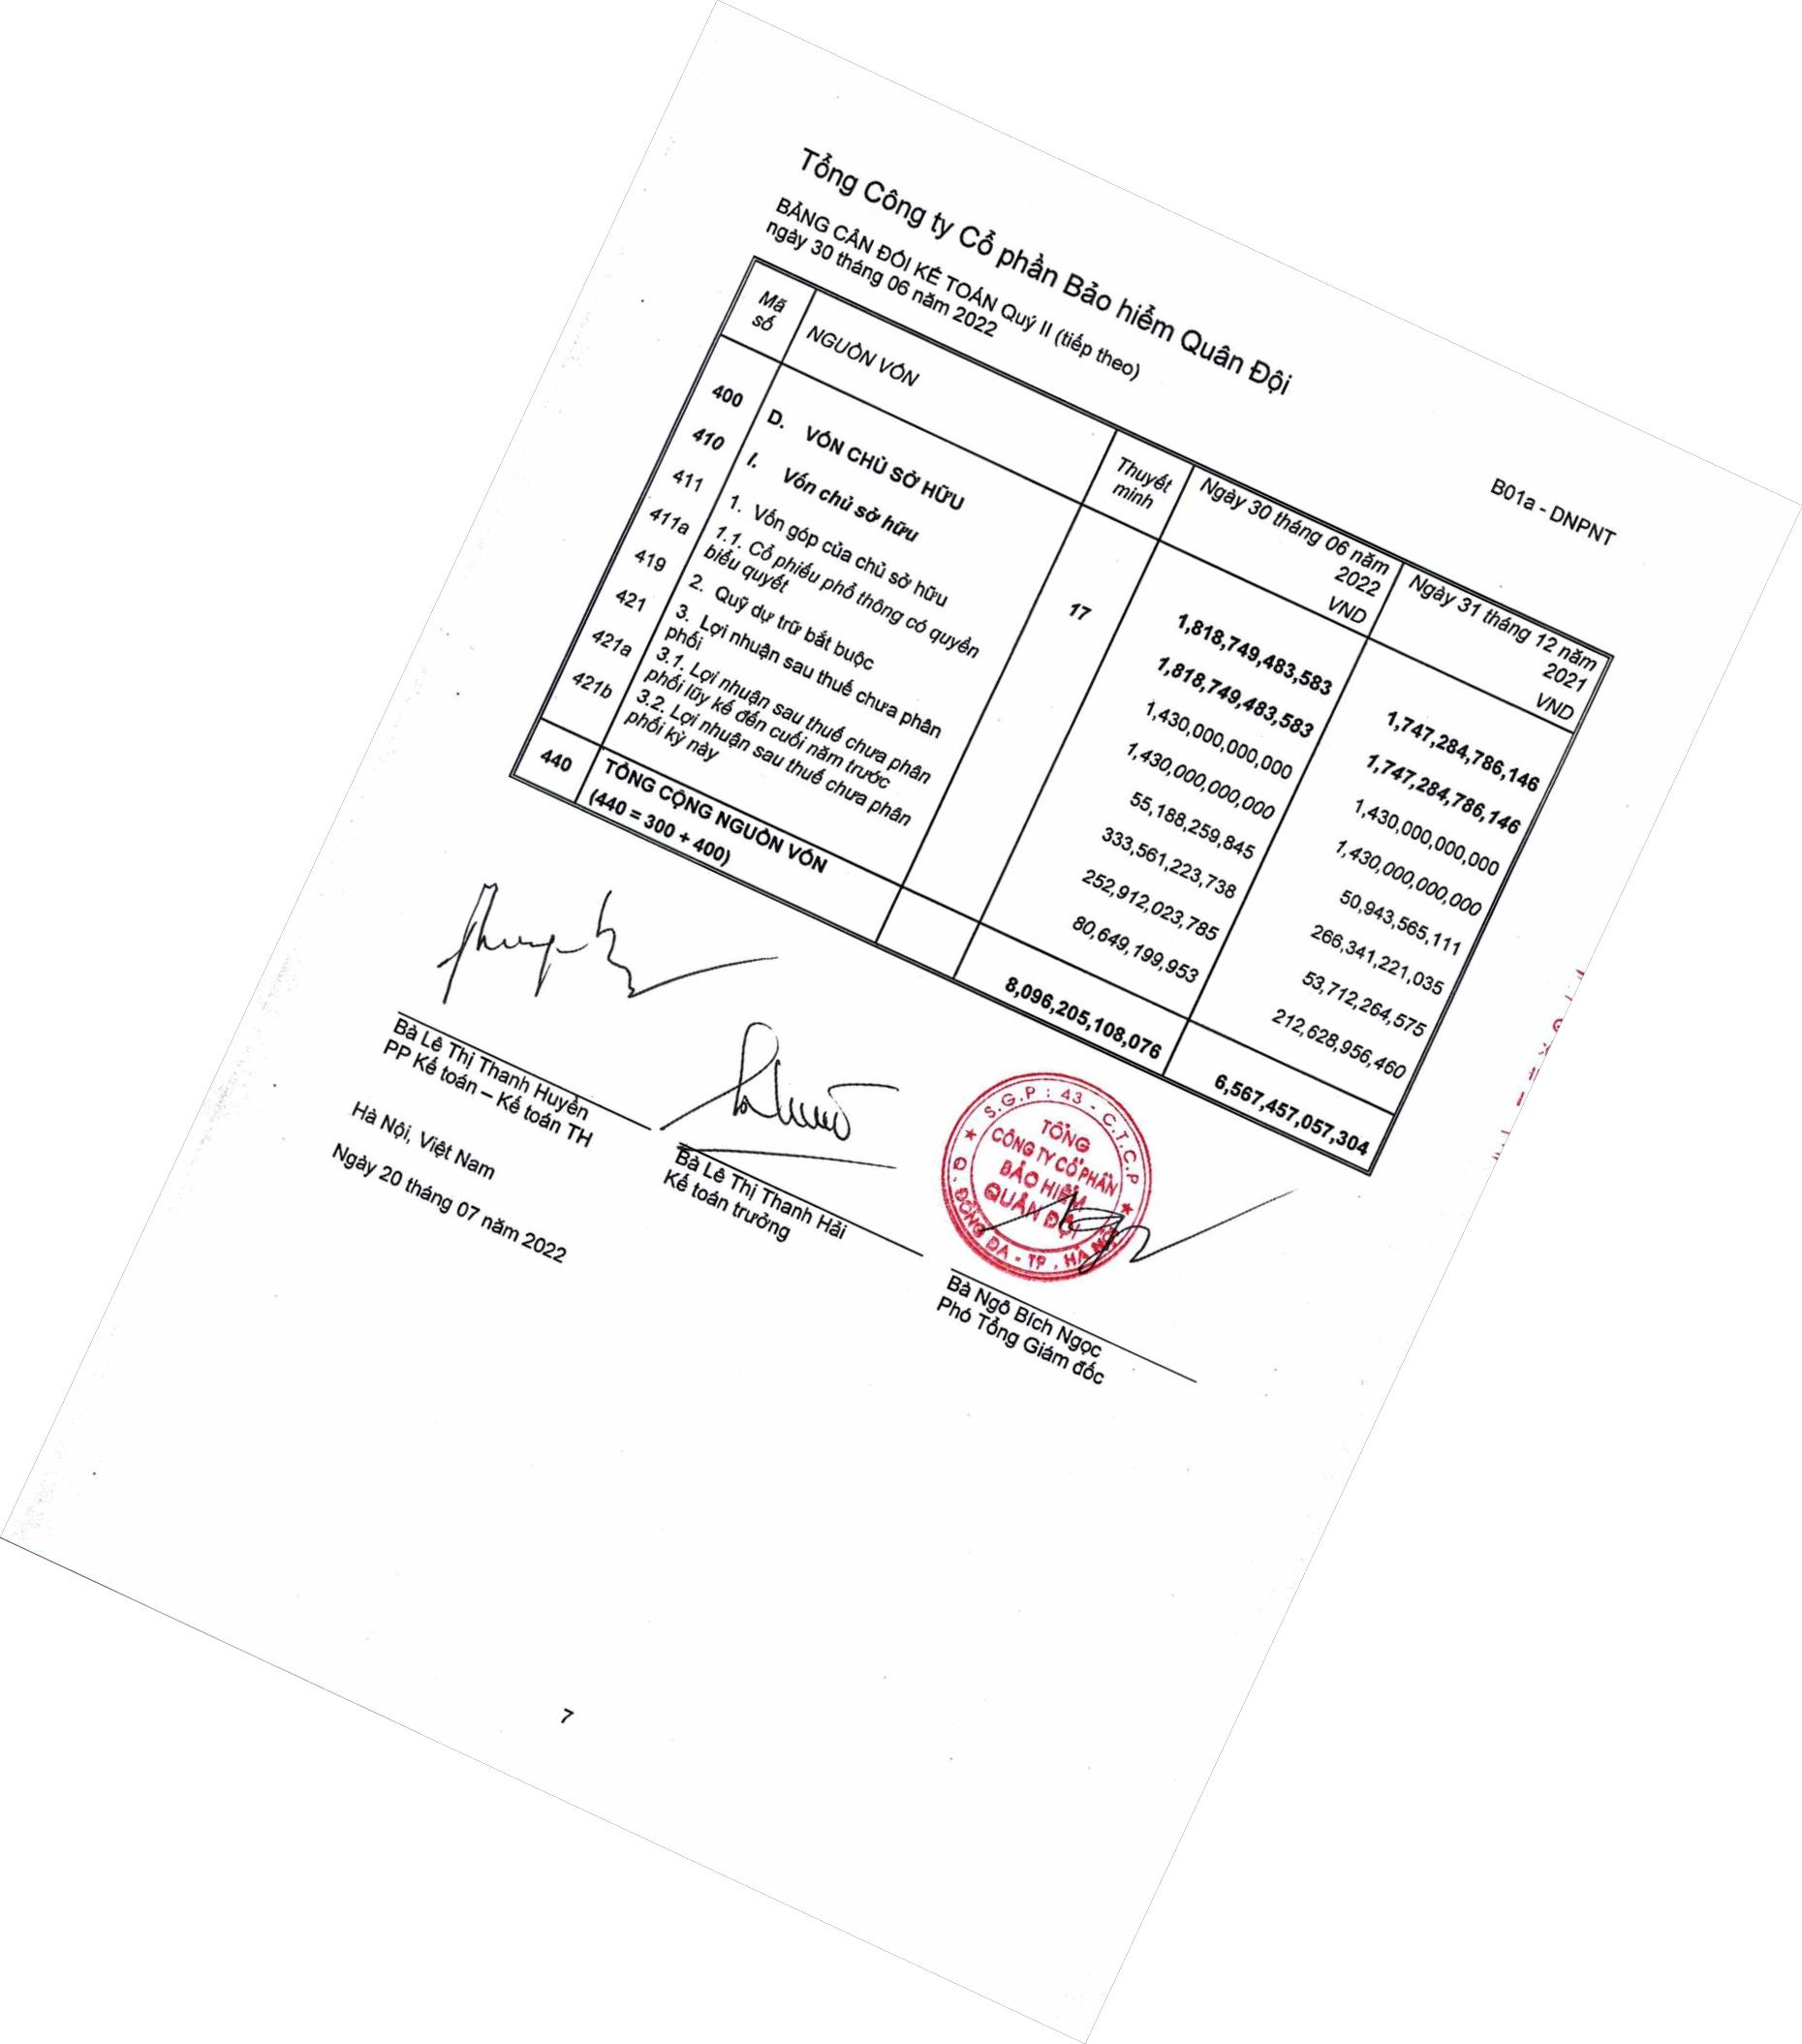 Tổng Công ty Cổ phần Bảo hiểm Quân Đội
B01a - DNPNT
BẢNG CÂN ĐỐI KẾ TOÁN Quý II (tiếp theo)
ngày 30 tháng 06 năm 2022
Mã số NGUỒN VỐN Thuyết minh Ngày 30 tháng 06 năm 2022 VND Ngày 31 tháng 12 năm 2021 VND
400 D. VỐN CHỦ SỞ HỮU 1,818,749,483,583 1,747,284,786,146
410 I. Vốn chủ sở hữu 17 1,818,749,483,583 1,747,284,786,146
411 1. Vốn góp của chủ sở hữu 1,430,000,000,000 1,430,000,000,000
411a 1.1. Cổ phiếu phổ thông có quyền biểu quyết 1,430,000,000,000 1,430,000,000,000
419 2. Quỹ dự trữ bắt buộc 55,188,259,845 50,943,565,111
421 3. Lợi nhuận sau thuế chưa phân phối 333,561,223,738 266,341,221,035
421a 3.1. Lợi nhuận sau thuế chưa phân phối lũy kế đến cuối năm trước 252,912,023,785 53,712,264,575
421b 3.2. Lợi nhuận sau thuế chưa phân phối kỳ này 80,649,199,953 212,628,956,460
440 TỔNG CỘNG NGUỒN VỐN (440 = 300 + 400) 8,096,205,108,076 6,567,457,057,304
Bà Lê Thị Thanh Huyền
PP Kế toán – Kế toán TH
Bà Lê Thị Thanh Hải
Kế toán trưởng
S.G.P : 43 - C.T.C.P
TỔNG
CÔNG TY CỔ PHẦN
BẢO HIỂM
QUÂN ĐỘI
Q. ĐỐNG ĐA - TP. HÀ NỘI
Bà Ngô Bích Ngọc
Phó Tổng Giám đốc
Hà Nội, Việt Nam
Ngày 20 tháng 07 năm 2022
7